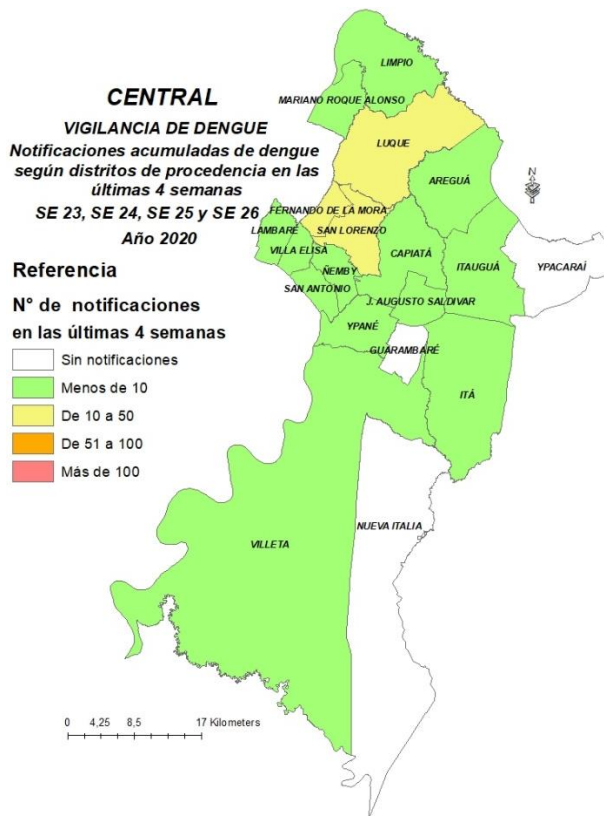 CENTRAL
VIGILANCIA DE DENGUE
Notificaciones acumuladas de dengue
según distritos de procedencia en las
últimas 4 semanas
SE 23, SE 24, SE 25 y SE 26
Año 2020
Referencia
N° de notificaciones
en las últimas 4 semanas
Sin notificaciones
Menos de 10
De 10 a 50
De 51 a 100
Más de 100
LIMPIO
MARIANO ROQUE ALONSO
LUQUE
AREGUÁ
N
FERNANDO DE LA MORA
LAMBARÉ
SAN LORENZO
VILLA ELISA
CAPIATÁ
ITAUGUÁ
YPACARAÍ
ÑEMBY
SAN ANTONIO
J. AUGUSTO SALDIVAR
YPANÉ
GUARAMBARÉ
ITÁ
NUEVA ITALIA
VILLETA
0 4,25 8,5 17 Kilometers